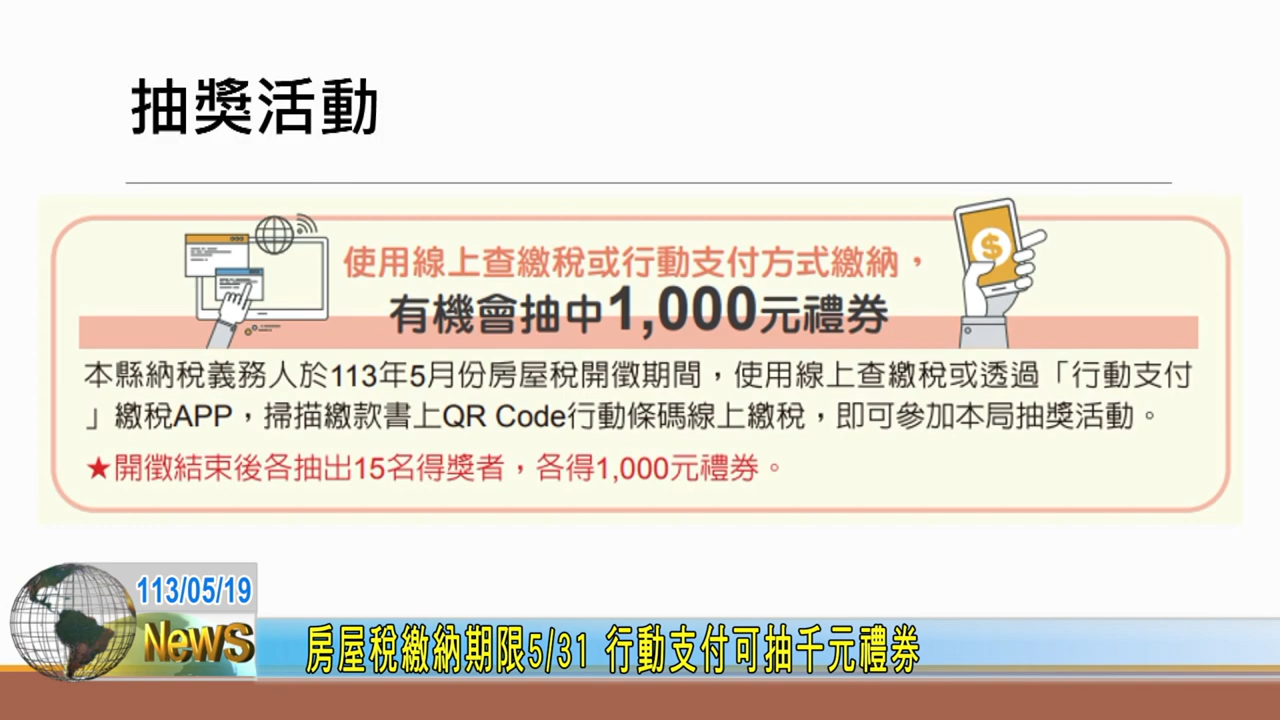 抽獎活動
使用線上查繳稅或行動支付方式繳納，
有機會抽中1,000元禮券
本縣納稅義務人於113年5月份房屋稅開徵期間，使用線上查繳稅或透過「行動支付
」繳稅APP，掃描繳款書上QR Code行動條碼線上繳稅，即可參加本局抽獎活動。
★開徵結束後各抽出15名得獎者，各得1,000元禮券。
113/05/19
NewS
房屋稅繳納期限5/31 行動支付可抽千元禮券